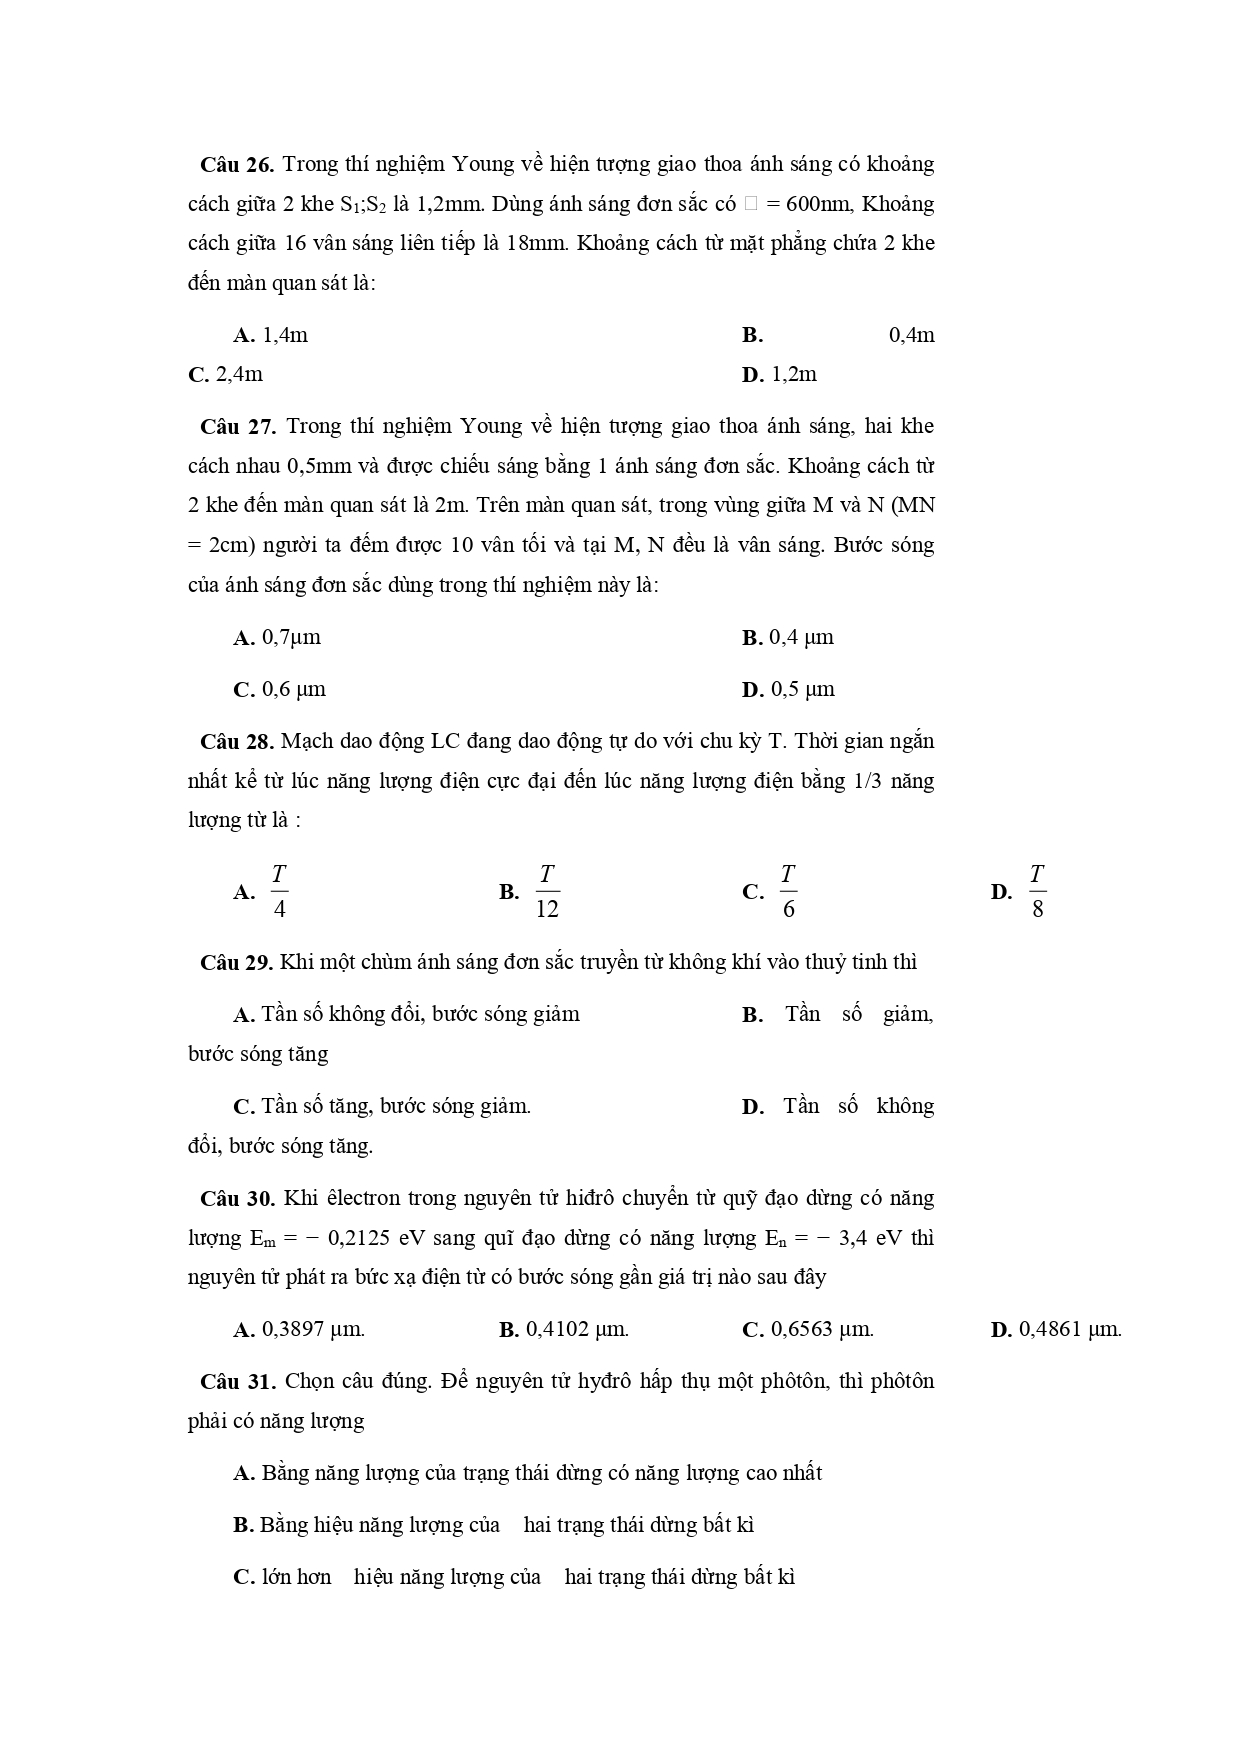 Câu 26. Trong thí nghiệm Young về hiện tượng giao thoa ánh sáng có khoảng
cách giữa 2 khe S₁;S₂ là 1,2mm. Dùng ánh sáng đơn sắc có □ = 600nm, Khoảng
cách giữa 16 vân sáng liên tiếp là 18mm. Khoảng cách từ mặt phẳng chứa 2 khe
đến màn quan sát là:
A. 1,4m B. 0,4m
C. 2,4m D. 1,2m
Câu 27. Trong thí nghiệm Young về hiện tượng giao thoa ánh sáng, hai khe
cách nhau 0,5mm và được chiếu sáng bằng 1 ánh sáng đơn sắc. Khoảng cách từ
2 khe đến màn quan sát là 2m. Trên màn quan sát, trong vùng giữa M và N (MN
= 2cm) người ta đếm được 10 vân tối và tại M, N đều là vân sáng. Bước sóng
của ánh sáng đơn sắc dùng trong thí nghiệm này là:
A. 0,7μm B. 0,4 μm
C. 0,6 μm D. 0,5 μm
Câu 28. Mạch dao động LC đang dao động tự do với chu kỳ T. Thời gian ngắn
nhất kể từ lúc năng lượng điện cực đại đến lúc năng lượng điện bằng 1/3 năng
lượng từ là :
A. T/4 B. T/12 C. T/6 D. T/8
Câu 29. Khi một chùm ánh sáng đơn sắc truyền từ không khí vào thuỷ tinh thì
A. Tần số không đổi, bước sóng giảm B. Tần số giảm,
bước sóng tăng
C. Tần số tăng, bước sóng giảm. D. Tần số không
đổi, bước sóng tăng.
Câu 30. Khi êlectron trong nguyên tử hiđrô chuyển từ quỹ đạo dừng có năng
lượng Eₘ = − 0,2125 eV sang quĩ đạo dừng có năng lượng Eₙ = − 3,4 eV thì
nguyên tử phát ra bức xạ điện từ có bước sóng gần giá trị nào sau đây
A. 0,3897 μm. B. 0,4102 μm. C. 0,6563 μm. D. 0,4861 μm.
Câu 31. Chọn câu đúng. Để nguyên tử hyđrô hấp thụ một phôtôn, thì phôtôn
phải có năng lượng
A. Bằng năng lượng của trạng thái dừng có năng lượng cao nhất
B. Bằng hiệu năng lượng của hai trạng thái dừng bất kì
C. lớn hơn hiệu năng lượng của hai trạng thái dừng bất kì